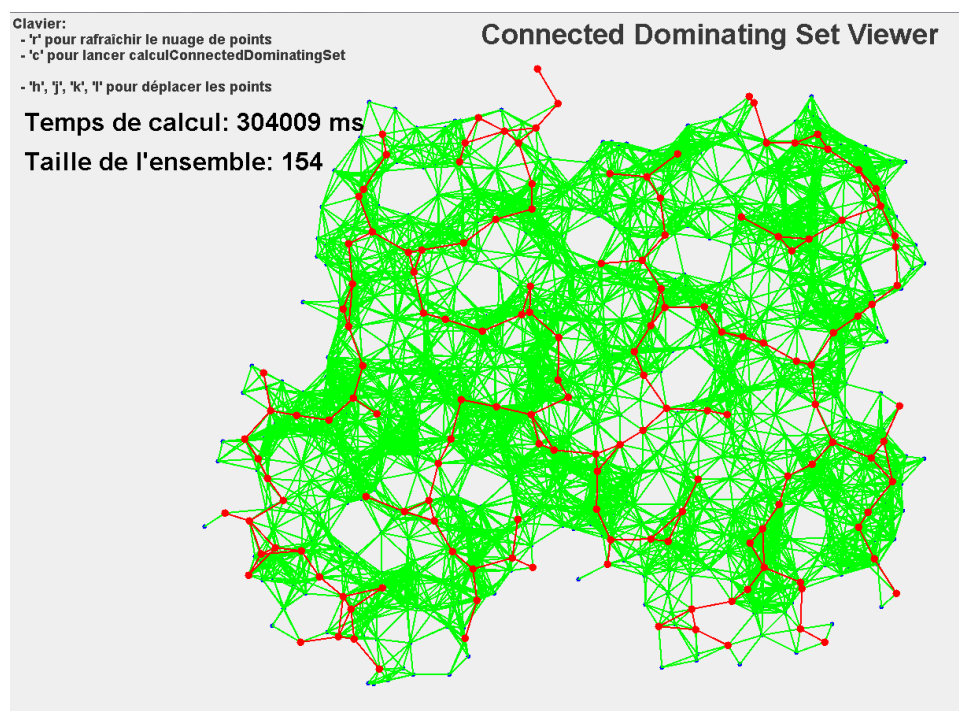 Clavier:
- 'r' pour rafraîchir le nuage de points
- 'c' pour lancer calculConnectedDominatingSet
- 'h', 'j', 'k', 'l' pour déplacer les points
Connected Dominating Set Viewer
Temps de calcul: 304009 ms
Taille de l'ensemble: 154